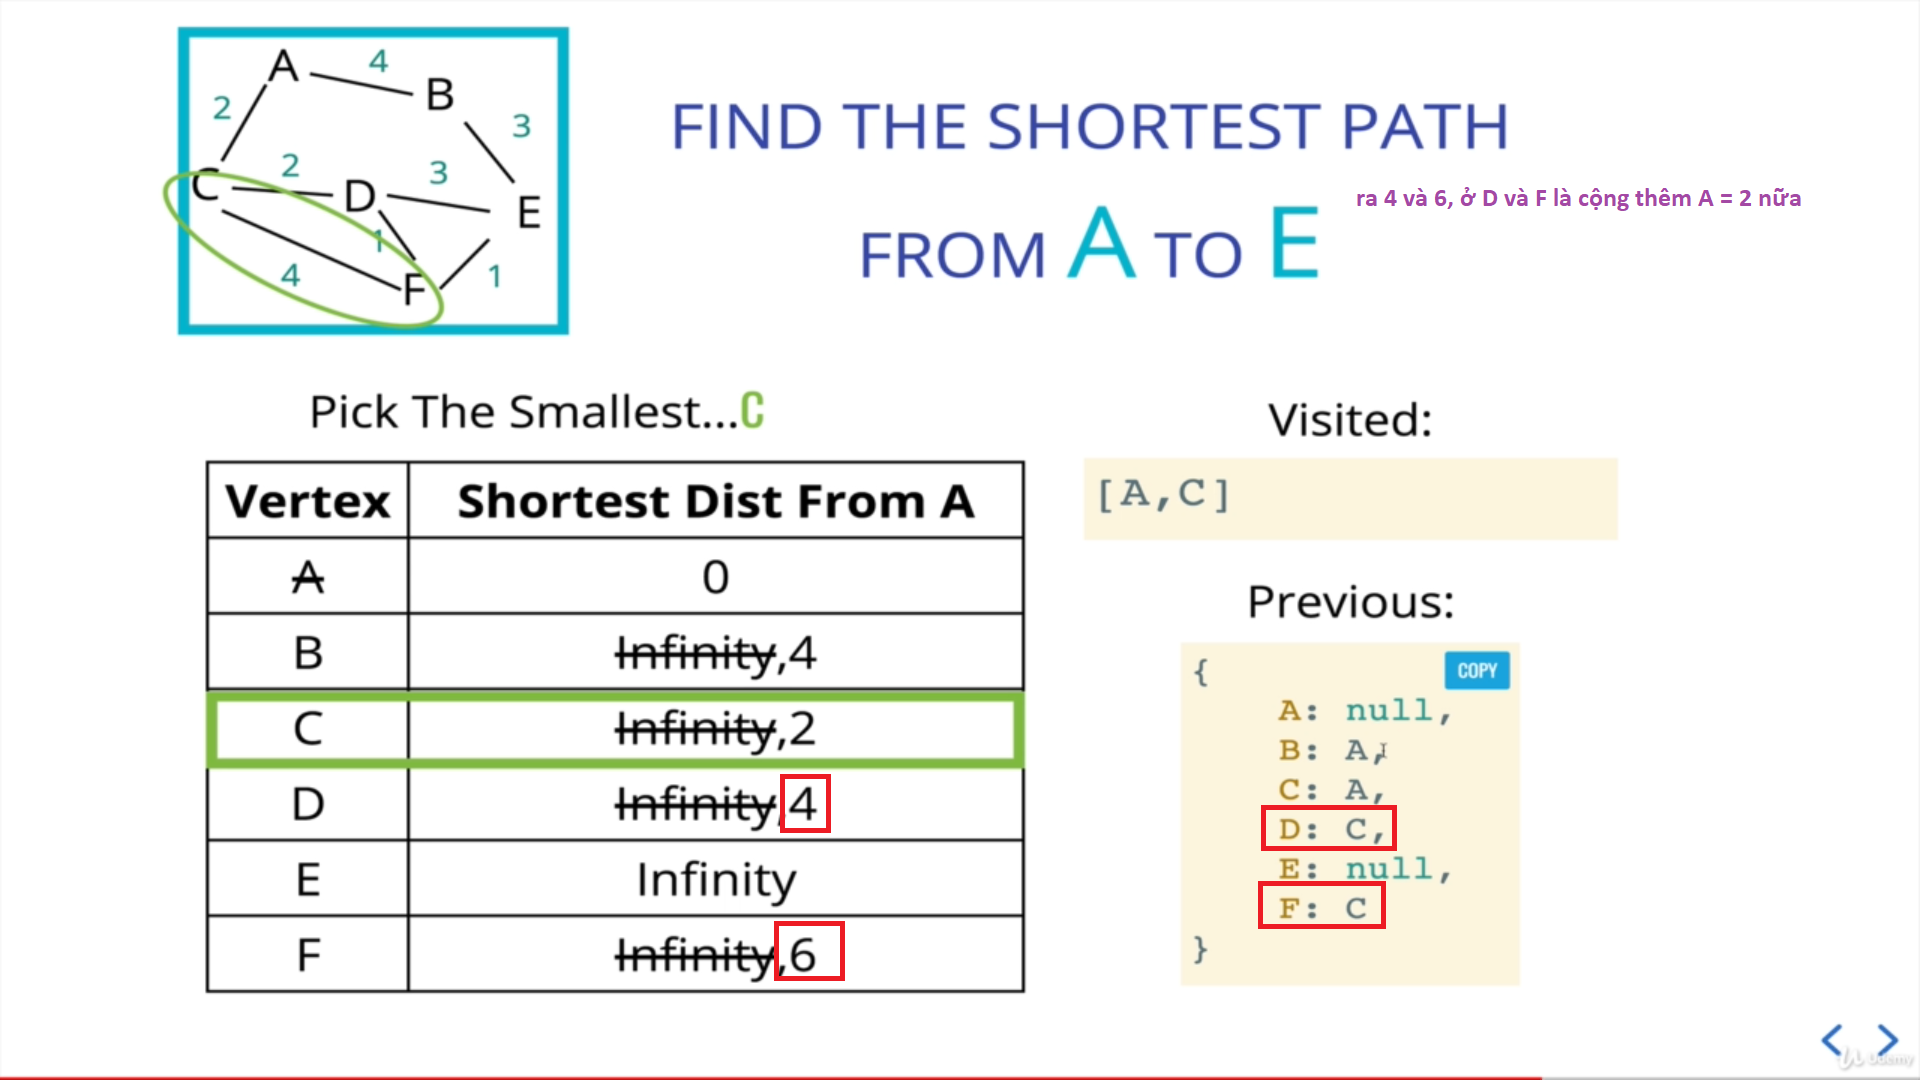 A
4
B
2
3
C
2
D
3
E
1
4
F
1
FIND THE SHORTEST PATH
FROM A TO E
ra 4 và 6, ở D và F là cộng thêm A = 2 nữa
Pick The Smallest...C
Vertex Shortest Dist From A
A 0
B Infinity,4
C Infinity,2
D Infinity,4
E Infinity
F Infinity,6
Visited:
[A,C]
Previous:
{
COPY
A: null,
B: A,
C: A,
D: C,
E: null,
F: C
}
Udemy